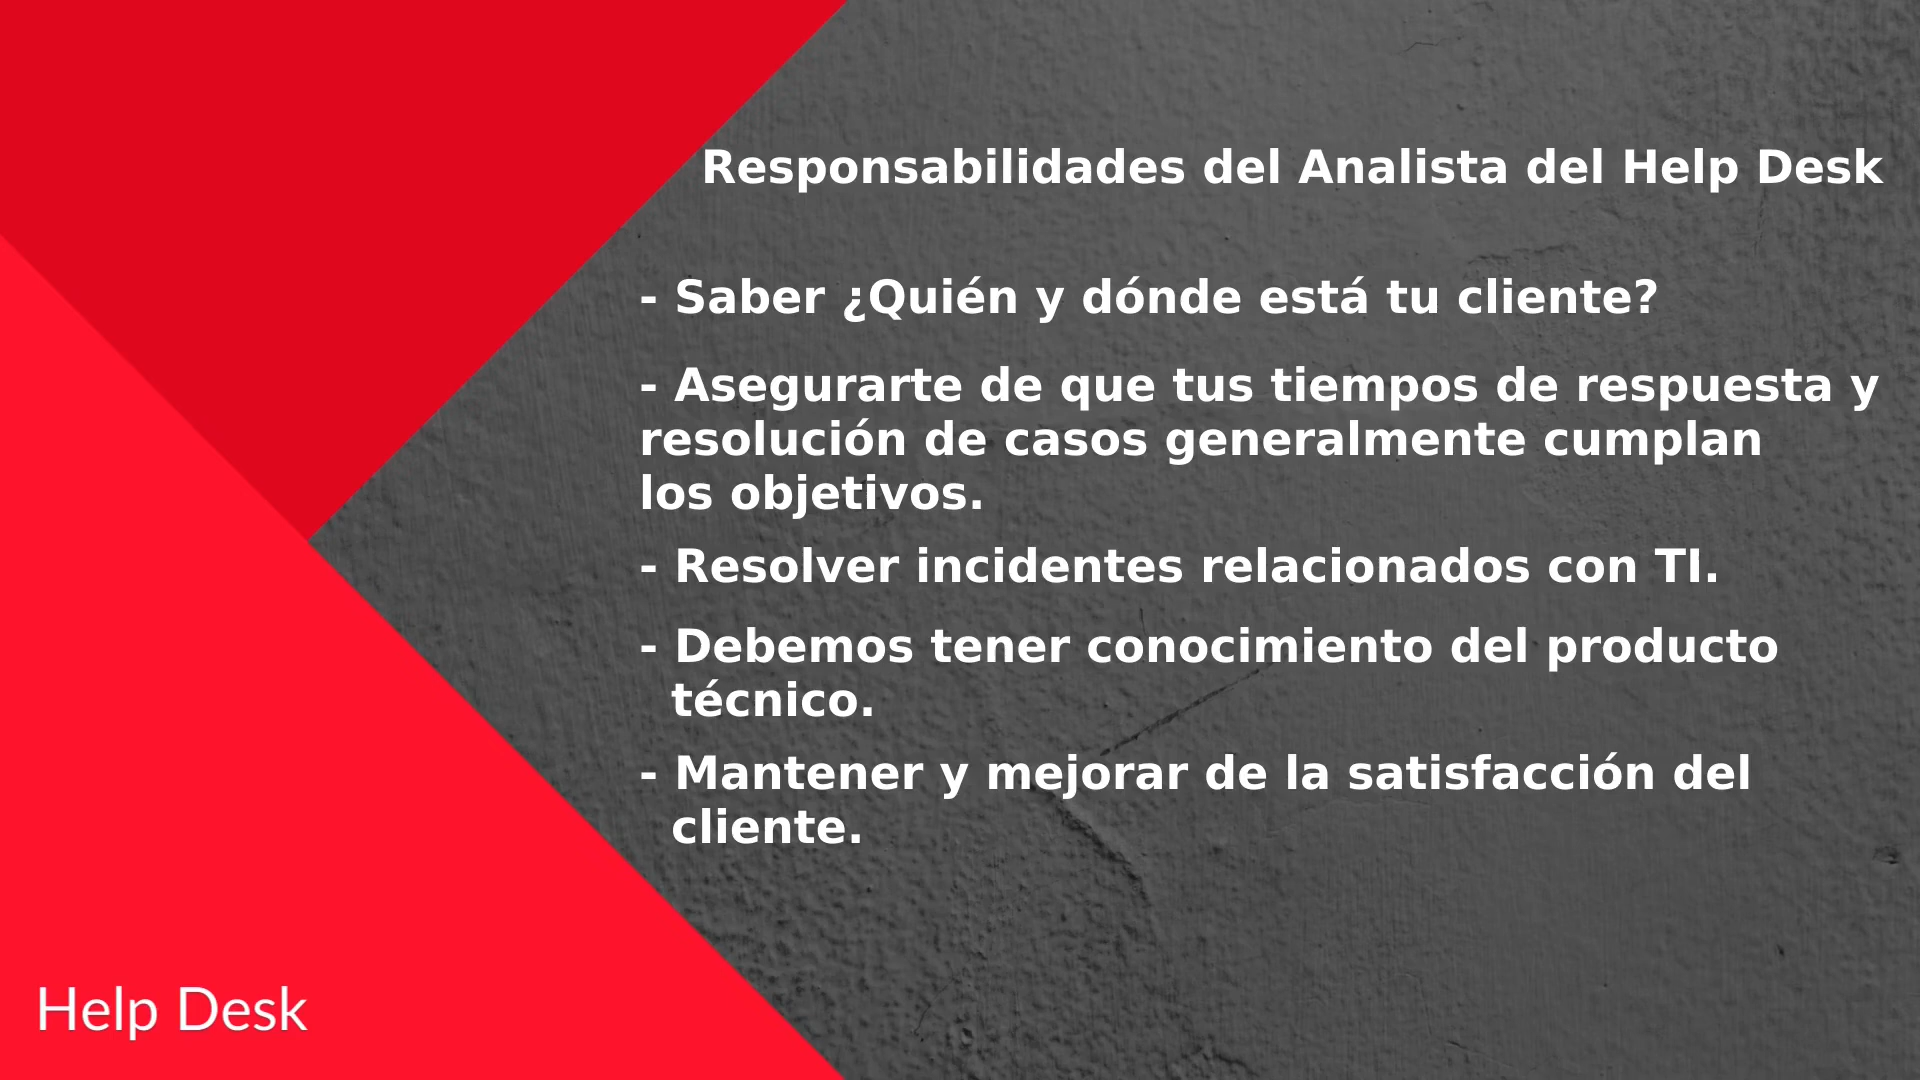 Responsabilidades del Analista del Help Desk
- Saber ¿Quién y dónde está tu cliente?
- Asegurarte de que tus tiempos de respuesta y
resolución de casos generalmente cumplan
los objetivos.
- Resolver incidentes relacionados con TI.
- Debemos tener conocimiento del producto
técnico.
- Mantener y mejorar de la satisfacción del
cliente.
Help Desk